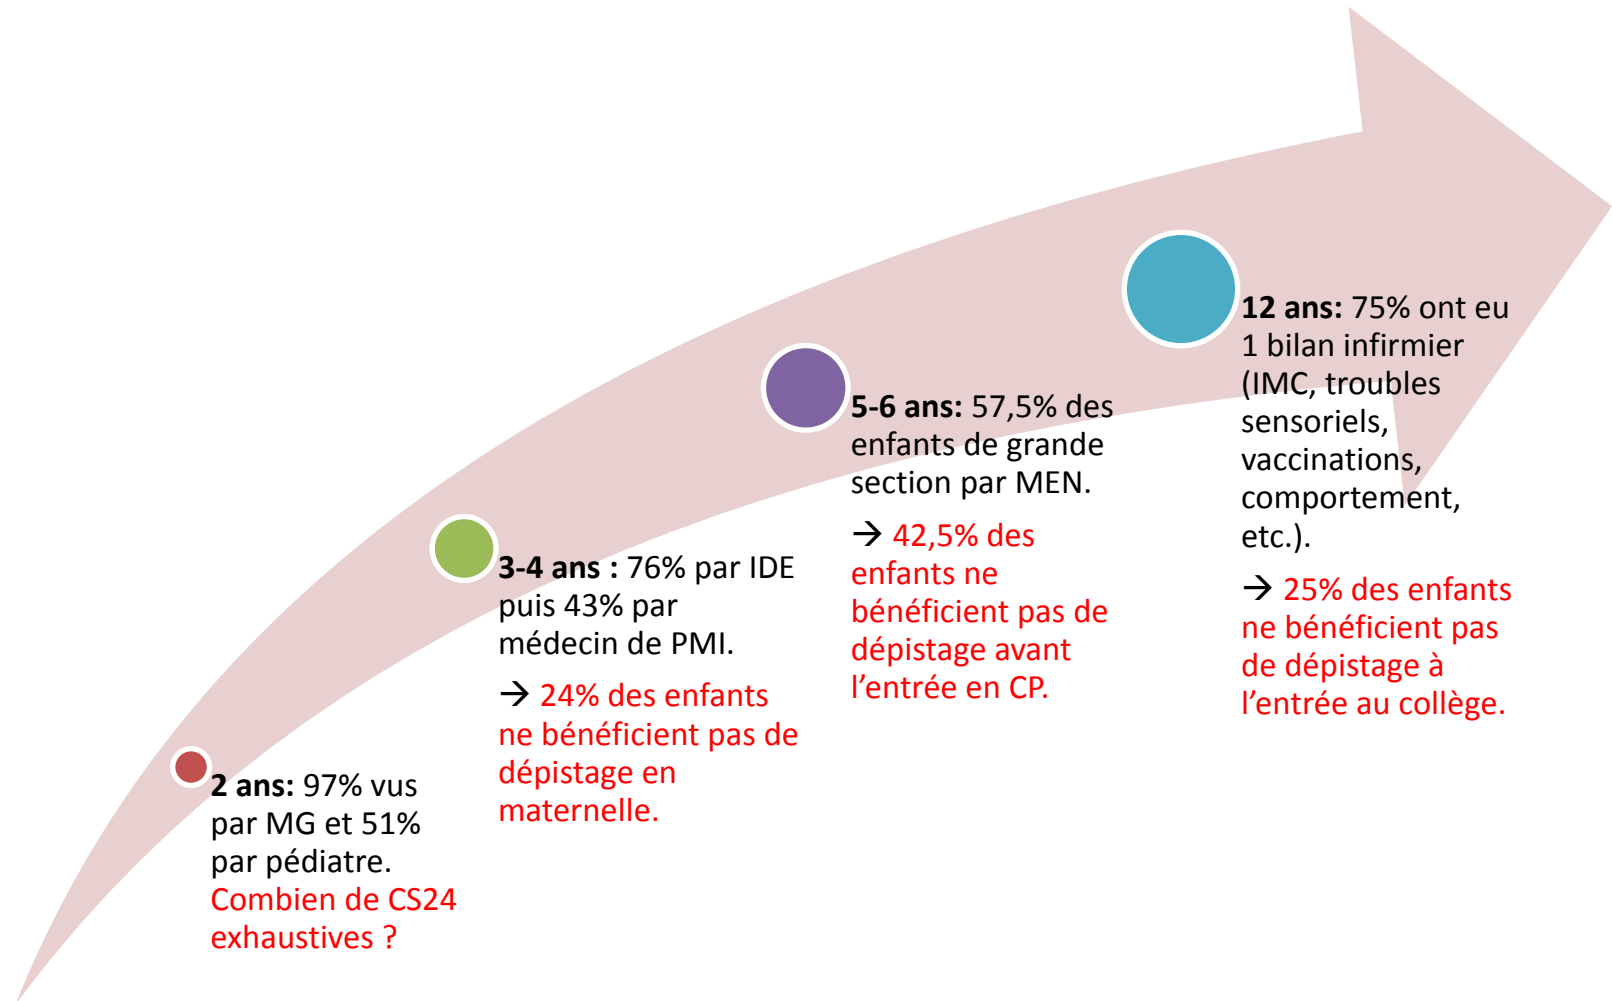 2 ans: 97% vus
par MG et 51%
par pédiatre.
Combien de CS24
exhaustives ?
3-4 ans : 76% par IDE
puis 43% par
médecin de PMI.
→ 24% des enfants
ne bénéficient pas de
dépistage en
maternelle.
5-6 ans: 57,5% des
enfants de grande
section par MEN.
→ 42,5% des
enfants ne
bénéficient pas de
dépistage avant
l’entrée en CP.
12 ans: 75% ont eu
1 bilan infirmier
(IMC, troubles
sensoriels,
vaccinations,
comportement,
etc.).
→ 25% des enfants
ne bénéficient pas
de dépistage à
l’entrée au collège.